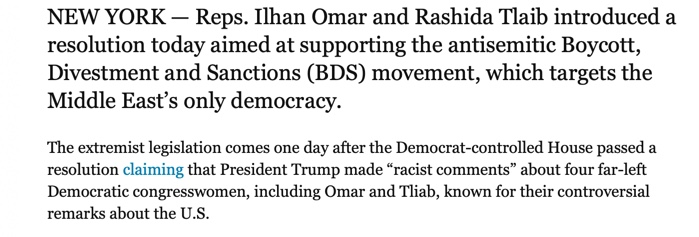 NEW YORK — Reps. Ilhan Omar and Rashida Tlaib introduced a
resolution today aimed at supporting the antisemitic Boycott,
Divestment and Sanctions (BDS) movement, which targets the
Middle East’s only democracy.
The extremist legislation comes one day after the Democrat-controlled House passed a
resolution claiming that President Trump made “racist comments” about four far-left
Democratic congresswomen, including Omar and Tliab, known for their controversial
remarks about the U.S.